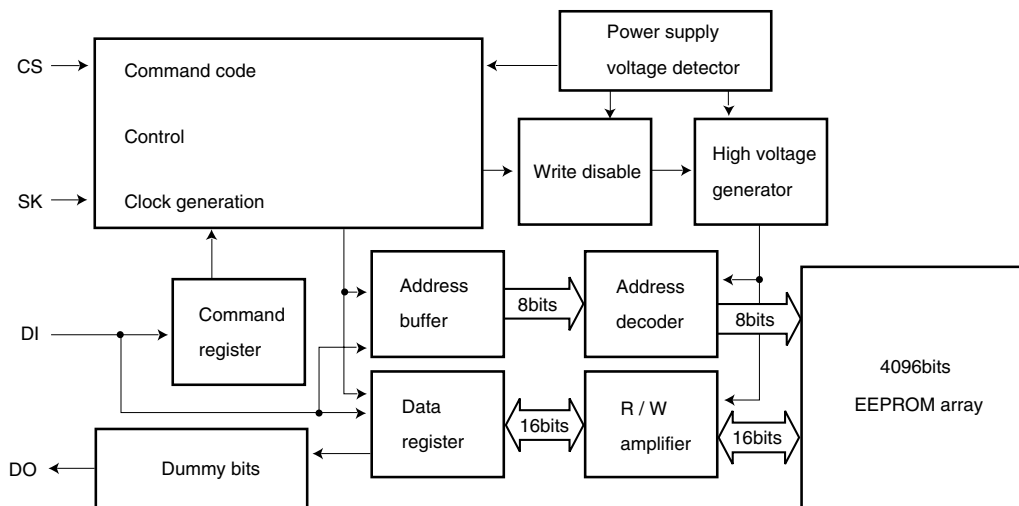 Power supply
voltage detector
CS
Command code
Control
High voltage
generator
Write disable
SK
Clock generation
Address
buffer
8bits
Address
decoder
8bits
DI
Command
register
4096bits
EEPROM array
Data
register
16bits
R / W
amplifier
16bits
DO
Dummy bits